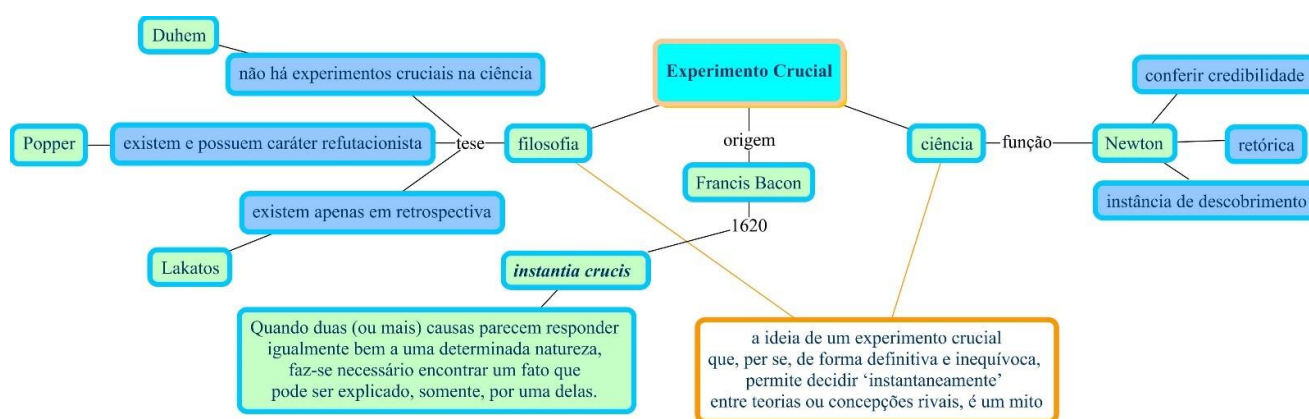 Experimento Crucial
Duhem
não há experimentos cruciais na ciência
Popper
existem e possuem caráter refutacionista
tese
filosofia
existem apenas em retrospectiva
Lakatos
origem
Francis Bacon
1620
instantia crucis
Quando duas (ou mais) causas parecem responder
igualmente bem a uma determinada natureza,
faz-se necessário encontrar um fato que
pode ser explicado, somente, por uma delas.
ciência
função
Newton
conferir credibilidade
retórica
instância de descobrimento
a ideia de um experimento crucial
que, per se, de forma definitiva e inequívoca,
permite decidir ‘instantaneamente’
entre teorias ou concepções rivais, é um mito